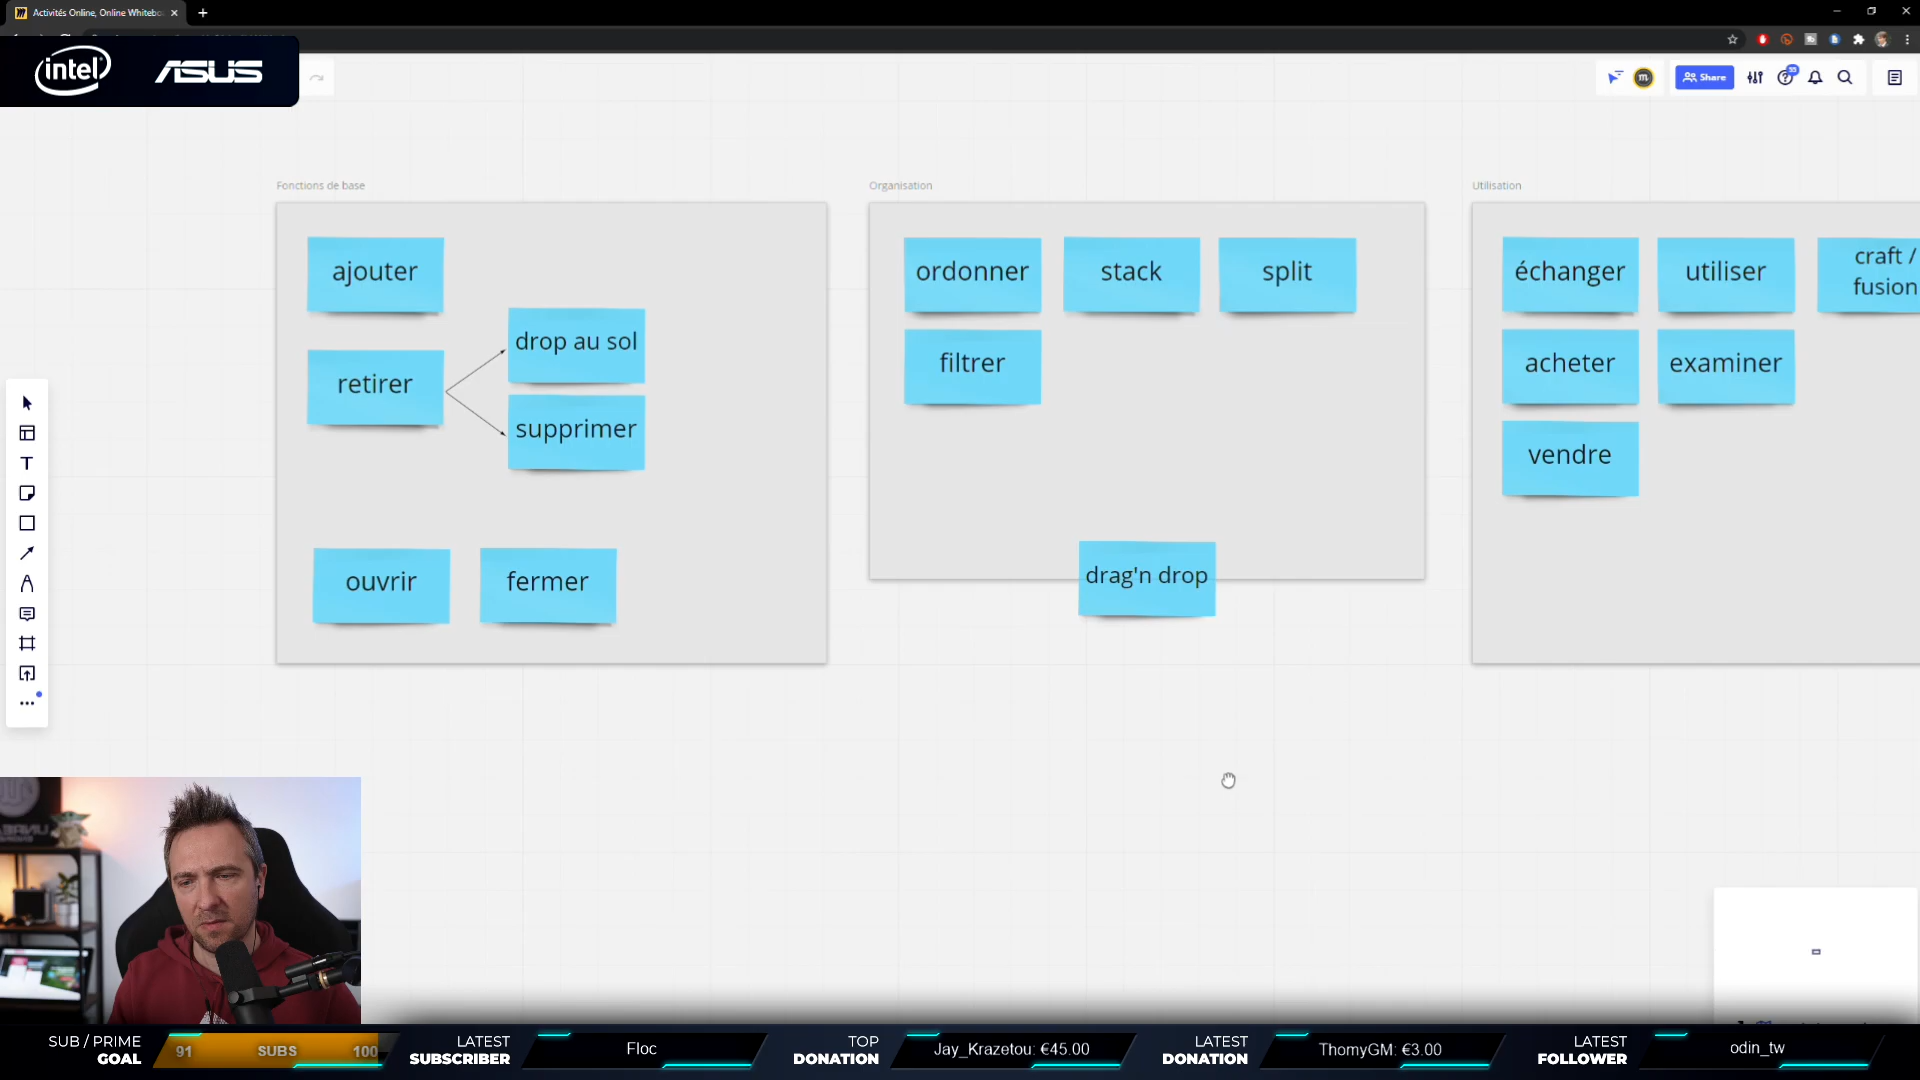 Activités Online, Online Whitebo
intel
ASUS
Share
Fonctions de base
Organisation
Utilisation
ajouter
drop au sol
retirer
supprimer
ouvrir
fermer
ordonner
stack
split
filtrer
drag'n drop
échanger
utiliser
craft /
fusion
acheter
examiner
vendre
SUB / PRIME
GOAL
91
SUBS
100
LATEST
SUBSCRIBER
Floc
TOP
DONATION
Jay_Krazetou: €45.00
LATEST
DONATION
ThomyGM: €3.00
LATEST
FOLLOWER
odin_tw